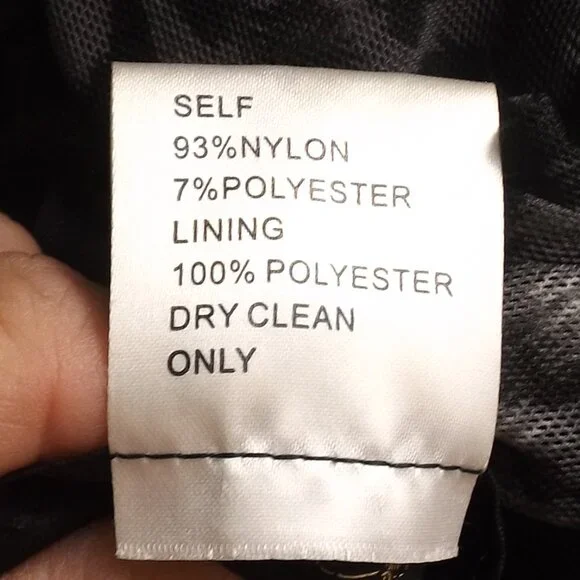 SELF
93%NYLON
7%POLYESTER
LINING
100% POLYESTER
DRY CLEAN
ONLY